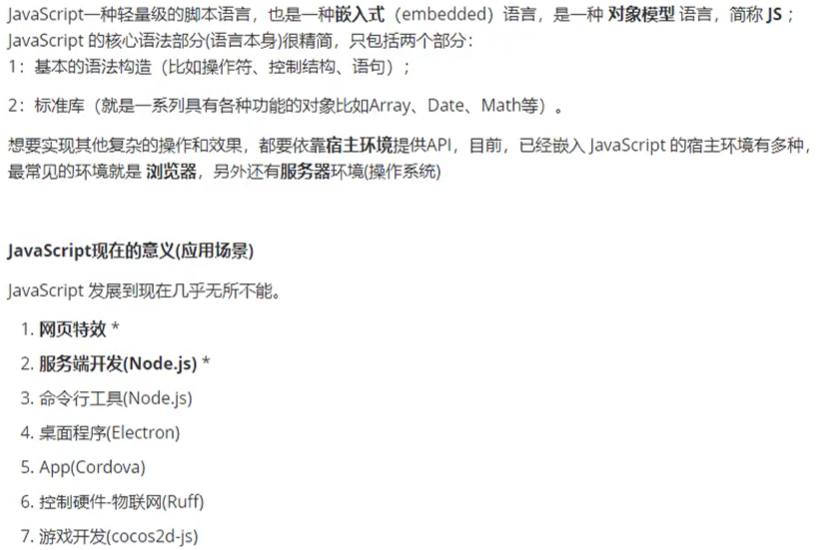 JavaScript一种轻量级的脚本语言，也是一种嵌入式（embedded）语言，是一种 对象模型 语言，简称 JS ；
JavaScript 的核心语法部分(语言本身)很精简，只包括两个部分：
1：基本的语法构造（比如操作符、控制结构、语句）；
2：标准库（就是一系列具有各种功能的对象比如Array、Date、Math等）。
想要实现其他复杂的操作和效果，都要依靠宿主环境提供API，目前，已经嵌入 JavaScript 的宿主环境有多种，
最常见的环境就是 浏览器，另外还有服务器环境(操作系统)
JavaScript现在的意义(应用场景)
JavaScript 发展到现在几乎无所不能。
1. 网页特效 *
2. 服务端开发(Node.js) *
3. 命令行工具(Node.js)
4. 桌面程序(Electron)
5. App(Cordova)
6. 控制硬件-物联网(Ruff)
7. 游戏开发(cocos2d-js)